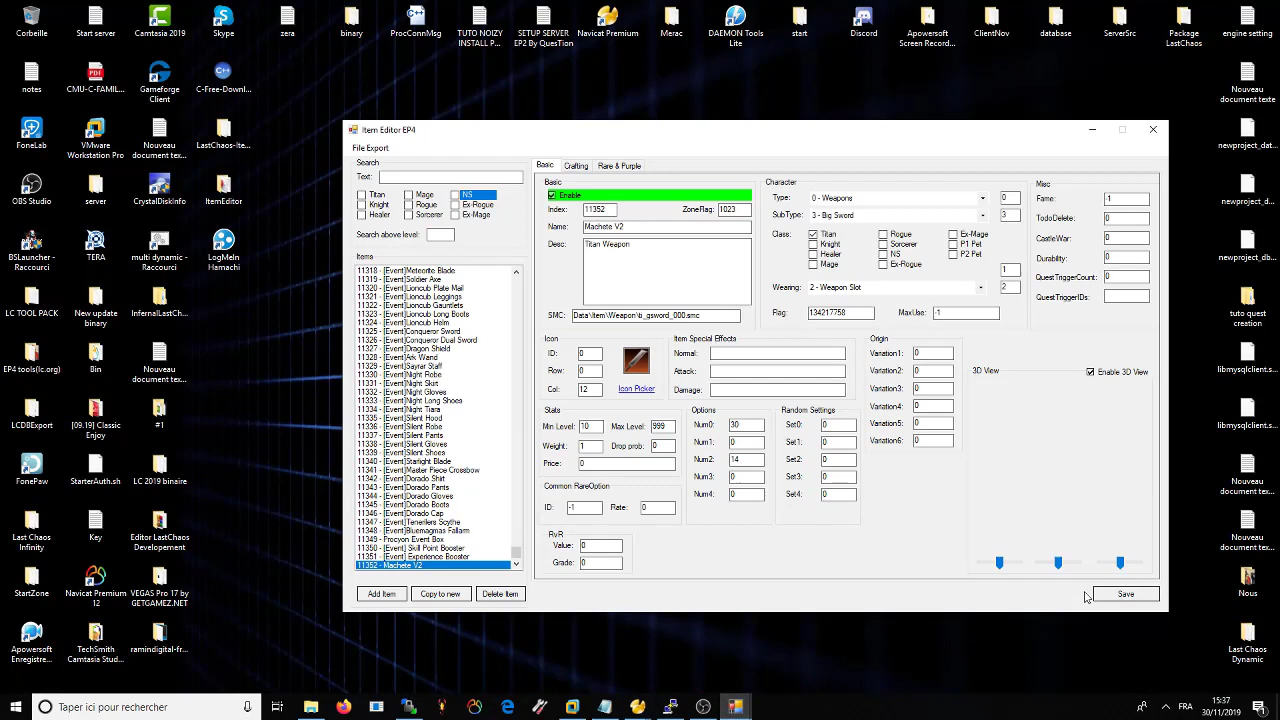 Corbeille
Start server
Camtasia 2019
Skype
zera
binary
ProcConnMsg
TUTO NOIZY
INSTALL P...
SETUP SERVER
EP2 By QuesTion
Navicat Premium
Merac
DAEMON Tools
Lite
start
Discord
Apowersoft
Screen Record...
ClientNov
database
ServerSrc
Package
LastChaos
engine setting
notes
CMU-C-FAMIL...
Gameforge
Client
C-Free-Downl...
Nouveau
document texte
FoneLab
VMware
Workstation Pro
Nouveau
document tex...
LastChaos-Ite...
newproject_dat...
OBS Studio
server
CrystalDiskInfo
ItemEditor
newproject_d...
BSLauncher -
Raccourci
TERA
multi dynamic -
Raccourci
LogMeIn
Hamachi
newproject_db...
LC TOOL PACK
New update
binary
InfernalLastCh...
tuto quest
creation
EP4 tools(lc.org)
Bin
Nouveau
document tex...
libmysqlclient.s...
LCDBExport
[09.19] Classic
Enjoy
#1
libmysqlclient.s...
FonePaw
StarterAuth.sh
LC 2019 binaire
Nouveau
document tex...
Last Chaos
Infinity
Key
Editor LastChaos
Developement
Nouveau
document tex...
StartZone
Navicat Premium
12
VEGAS Pro 17 by
GETGAMEZ.NET
Nous
Apowersoft
Enregistre...
TechSmith
Camtasia Stud...
ramindigital-fr...
Last Chaos
Dynamic
Item Editor EP4
File Export
Search
Text:
Titan
Mage
NS
Knight
Rogue
Ex-Rogue
Healer
Sorcerer
Ex-Mage
Search above level:
Items
11318 - [Event]Meteorite Blade
11319 - [Event]Soldier Axe
11320 - [Event]Lioncub Plate Mail
11321 - [Event]Lioncub Leggings
11322 - [Event]Lioncub Gauntlets
11323 - [Event]Lioncub Long Boots
11324 - [Event]Lioncub Helm
11325 - [Event]Conqueror Sword
11326 - [Event]Conqueror Dual Sword
11327 - [Event]Dragon Shield
11328 - [Event]Ark Wand
11329 - [Event]Sayrar Staff
11330 - [Event]Night Robe
11331 - [Event]Night Skirt
11332 - [Event]Night Gloves
11333 - [Event]Night Long Shoes
11334 - [Event]Night Tiara
11335 - [Event]Silent Hood
11336 - [Event]Silent Robe
11337 - [Event]Silent Pants
11338 - [Event]Silent Gloves
11339 - [Event]Silent Shoes
11340 - [Event]Starlight Blade
11341 - [Event]Master Piece Crossbow
11342 - [Event]Dorado Shirt
11343 - [Event]Dorado Pants
11344 - [Event]Dorado Gloves
11345 - [Event]Dorado Boots
11346 - [Event]Dorado Cap
11347 - [Event]Tenerilers Scythe
11348 - [Event]Bluemagmas Fallarm
11349 - Procyon Event Box
11350 - [Event] Skill Point Booster
11351 - [Event] Experience Booster
11352 - Machete V2
Add Item
Copy to new
Delete Item
Basic
Crafting
Rare & Purple
Basic
Enable
Index: 11352
ZoneFlag: 1023
Name: Machete V2
Desc: Titan Weapon
SMC: Data\Item\Weapon\ti_gsword_000.smc
Character
Type: 0 - Weapons 0
SubType: 3 - Big Sword 3
Class:
Titan
Rogue
Ex-Mage
Knight
Sorcerer
P1 Pet
Healer
NS
P2 Pet
Mage
Ex-Rogue
1
Wearing: 2 - Weapon Slot 2
Flag: 134217758
MaxUse: -1
Misc
Fame: -1
TodoDelete: 0
CastleWar: 0
Durability: 0
QuestTriggerCount: 0
QuestTriggerIDs:
Icon
ID: 0
Row: 0
Col: 12
Icon Picker
Item Special Effects
Normal:
Attack:
Damage:
Origin
Variation1: 0
Variation2: 0
Variation3: 0
Variation4: 0
Variation5: 0
Variation6: 0
3D View
Enable 3D View
Stats
Min Level: 10
Max Level: 999
Weight: 1
Drop prob: 0
Price: 0
Common RareOption
ID: -1
Rate: 0
RvR
Value: 0
Grade: 0
Options
Num0: 30
Num1: 0
Num2: 14
Num3: 0
Num4: 0
Random Settings
Set0: 0
Set1: 0
Set2: 0
Set3: 0
Set4: 0
Save
Taper ici pour rechercher
FRA
15:37
30/11/2019
1